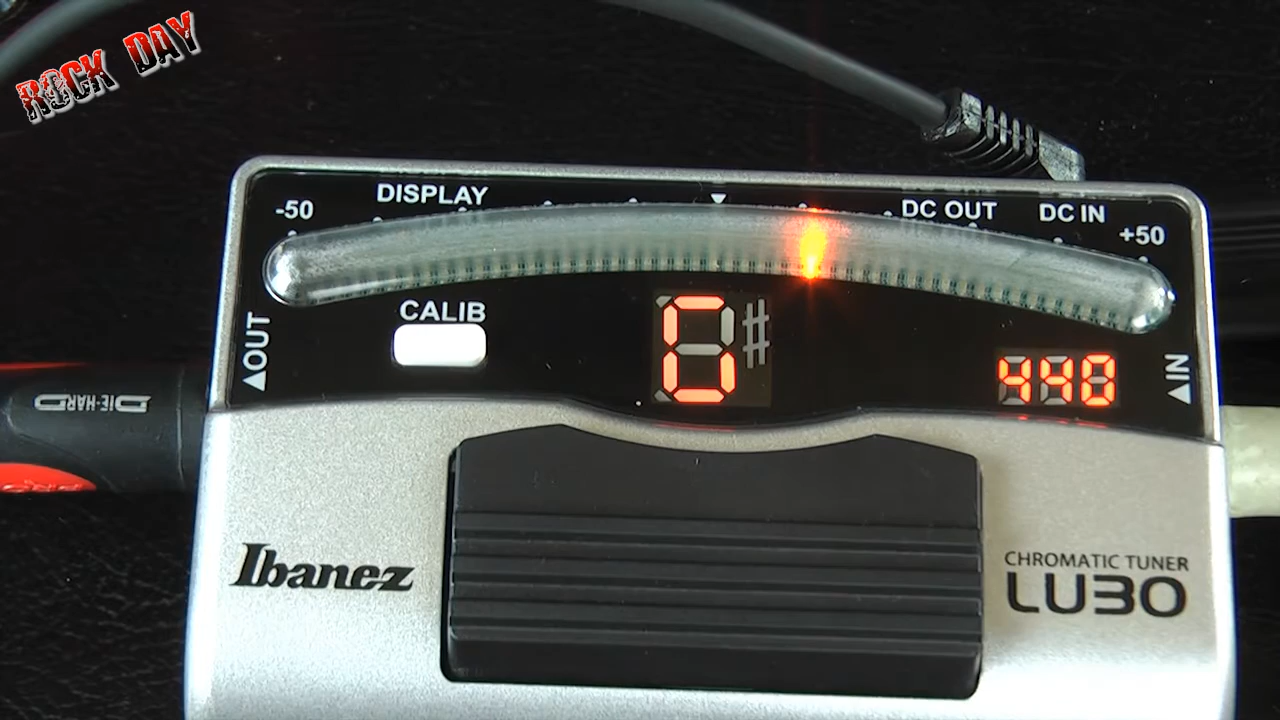 ROCK DAY
-50
DISPLAY
DC OUT
DC IN
+50
CALIB
▲OUT
G
440
▲IN
DIE-HARD
Ibanez
CHROMATIC TUNER
LU30